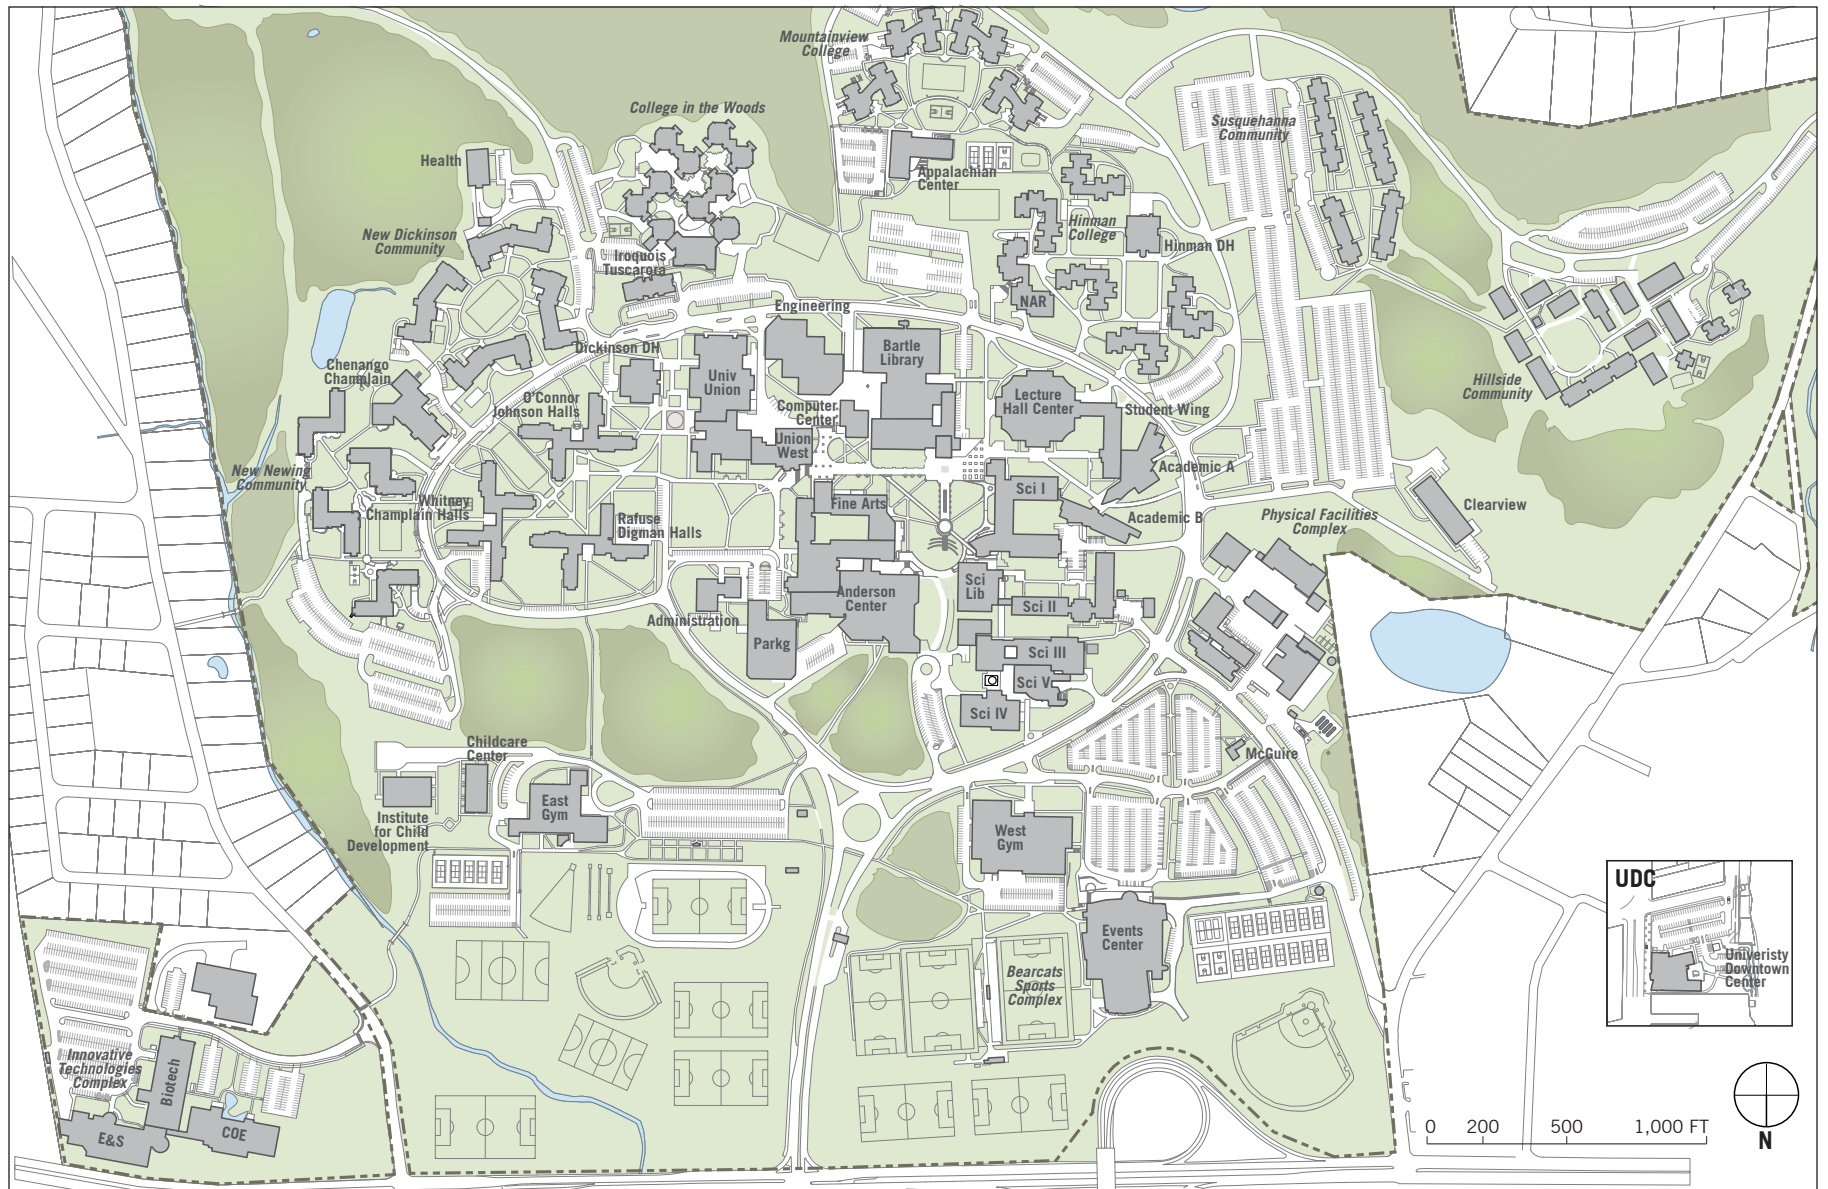 Mountainview
College
College in the Woods
Susquehanna
Community
Health
Appalachian
Center
New Dickinson
Community
Hinman
College
Hinman DH
Iroquois
Tuscarora
NAR
Engineering
Dickinson DH
Bartle
Library
Chenango
Champlain
Univ
Union
Hillside
Community
O'Connor
Johnson Halls
Computer
Center
Lecture
Hall Center
Student Wing
Union
West
New Newing
Community
Academic A
Sci I
Whitney
Champlain Halls
Fine Arts
Clearview
Rafuse
Digman Halls
Academic B
Physical Facilities
Complex
Anderson
Center
Sci
Lib
Sci II
Administration
Parkg
Sci III
Sci V
Sci IV
Childcare
Center
McGuire
East
Gym
Institute
for Child
Development
West
Gym
UDC
Events
Center
Univeristy
Downtown
Center
Bearcats
Sports
Complex
Innovative
Technologies
Complex
Biotech
E&S
COE
0 200 500 1,000 FT
N